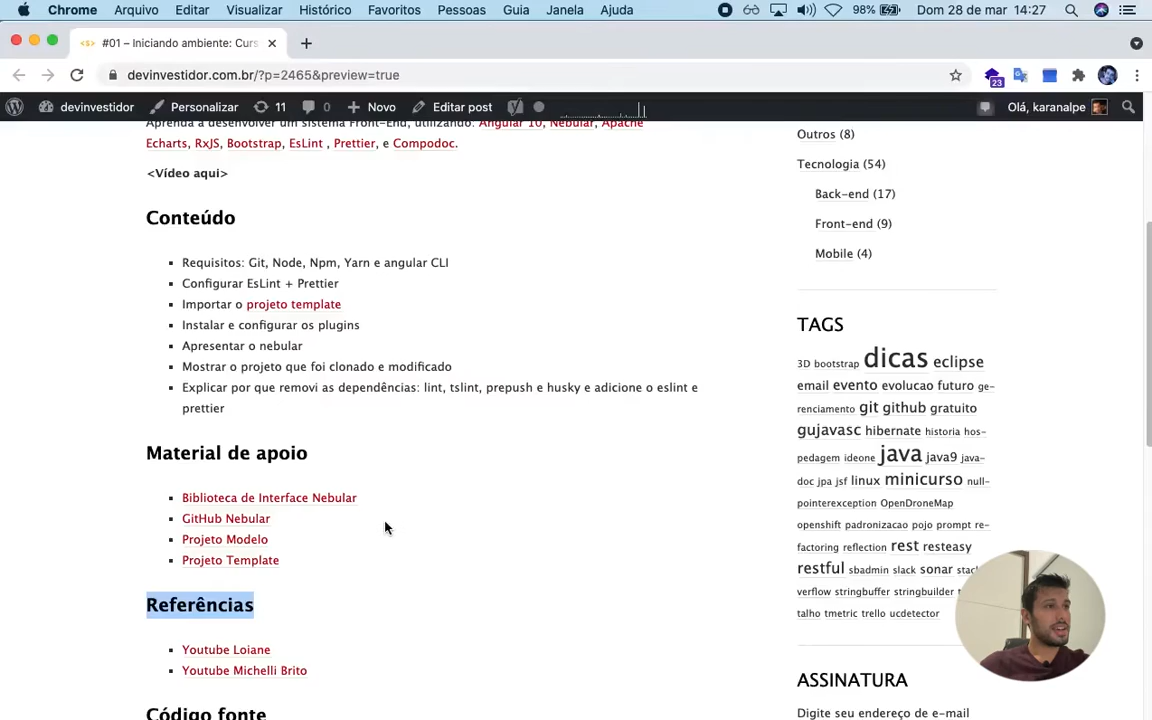 Chrome Arquivo Editar Visualizar Histórico Favoritos Pessoas Guia Janela Ajuda 98% Dom 28 de mar 14:27
#01 – Iniciando ambiente: Curs
devinvestidor.com.br/?p=2465&preview=true
23
devinvestidor Personalizar 11 0 Novo Editar post Olá, karanalpe
Aprenda a desenvolver um sistema Front-End, utilizando: Angular 10, Nebular, Apache
Echarts, RxJS, Bootstrap, EsLint , Prettier, e Compodoc.
<Vídeo aqui>
Conteúdo
Requisitos: Git, Node, Npm, Yarn e angular CLI
Configurar EsLint + Prettier
Importar o projeto template
Instalar e configurar os plugins
Apresentar o nebular
Mostrar o projeto que foi clonado e modificado
Explicar por que removi as dependências: lint, tslint, prepush e husky e adicione o eslint e
prettier
Material de apoio
Biblioteca de Interface Nebular
GitHub Nebular
Projeto Modelo
Projeto Template
Referências
Youtube Loiane
Youtube Michelli Brito
Código fonte
Outros (8)
Tecnologia (54)
Back-end (17)
Front-end (9)
Mobile (4)
TAGS
3D bootstrap dicas eclipse
email evento evolucao futuro ge-
renciamento git github gratuito
gujavasc hibernate historia hos-
pedagem ideone java java9 java-
doc jpa jsf linux minicurso null-
pointerexception OpenDroneMap
openshift padronizacao pojo prompt re-
factoring reflection rest resteasy
restful sbadmin slack sonar stac
verflow stringbuffer stringbuilder
talho tmetric trello ucdetector
ASSINATURA
Digite seu endereço de e-mail